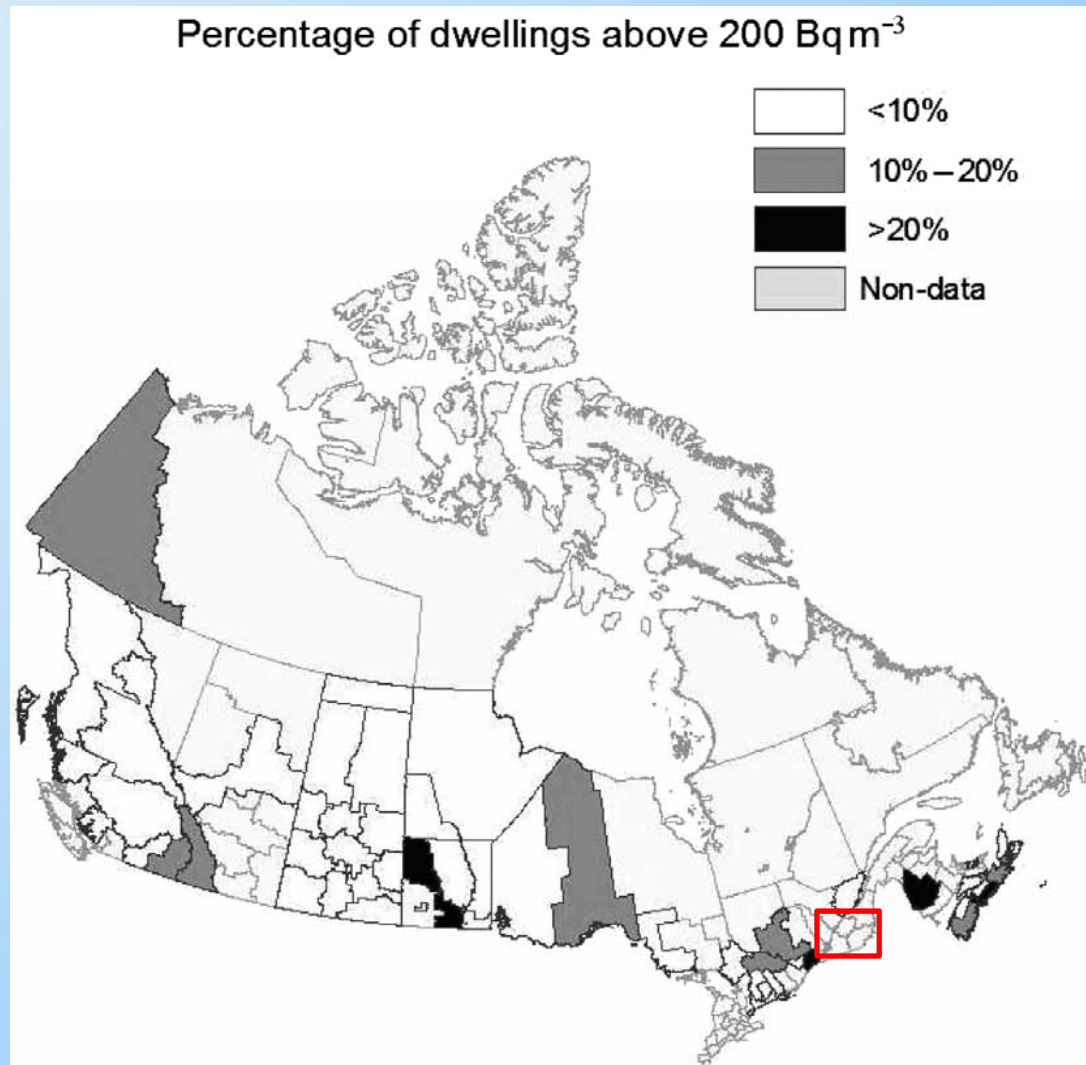 Percentage of dwellings above 200 Bq m⁻³
<10%
10%–20%
>20%
Non-data